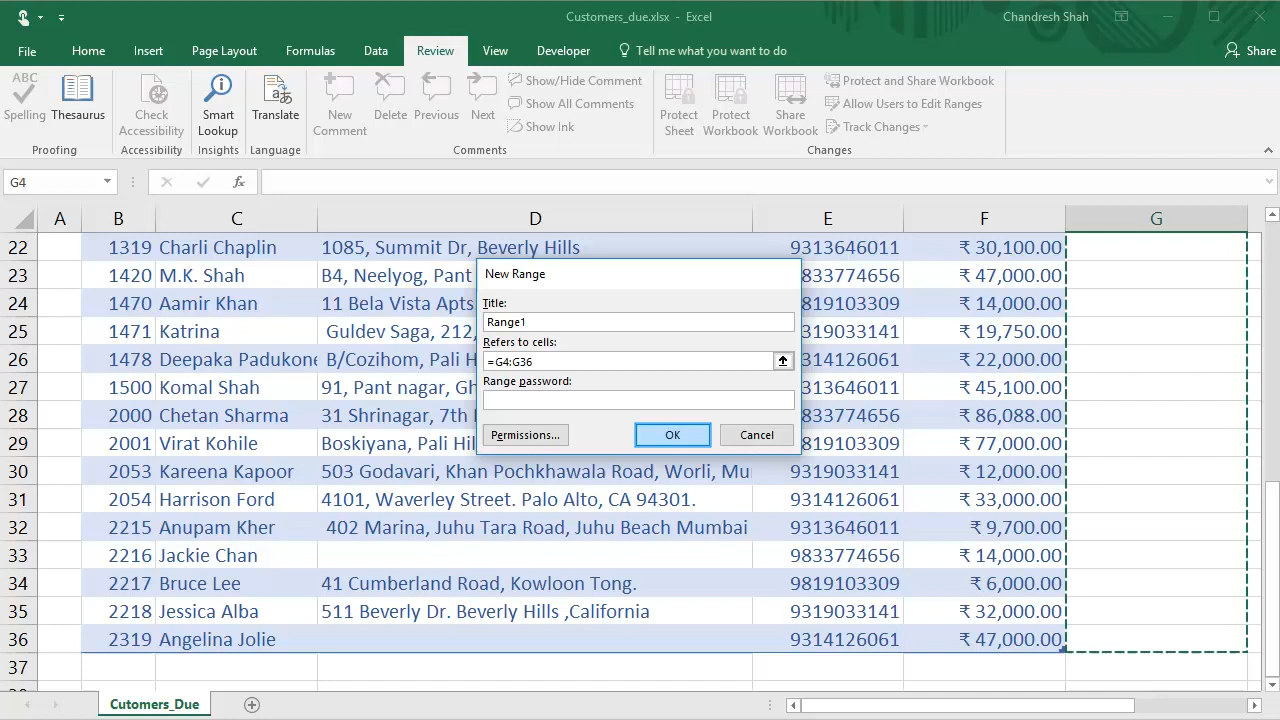 Customers_due.xlsx - Excel
Chandresh Shah
File Home Insert Page Layout Formulas Data Review View Developer Tell me what you want to do Share
ABC
Spelling
Thesaurus
Proofing
Check
Accessibility
Accessibility
Smart
Lookup
Insights
Translate
Language
New
Comment
Delete
Previous
Next
Show/Hide Comment
Show All Comments
Show Ink
Comments
Protect
Sheet
Protect
Workbook
Share
Workbook
Protect and Share Workbook
Allow Users to Edit Ranges
Track Changes
Changes
G4
fx
A B C D E F G
22 1319 Charli Chaplin 1085, Summit Dr, Beverly Hills 9313646011 ₹ 30,100.00
23 1420 M.K. Shah B4, Neelyog, Pant 9833774656 ₹ 47,000.00
24 1470 Aamir Khan 11 Bela Vista Apts 9819103309 ₹ 14,000.00
25 1471 Katrina Guldev Saga, 212, 9319033141 ₹ 19,750.00
26 1478 Deepaka Padukone B/Cozihom, Pali H 9314126061 ₹ 22,000.00
27 1500 Komal Shah 91, Pant nagar, Gh 9313646011 ₹ 45,100.00
28 2000 Chetan Sharma 31 Shrinagar, 7th 9833774656 ₹ 86,088.00
29 2001 Virat Kohile Boskiyana, Pali Hil 9819103309 ₹ 77,000.00
30 2053 Kareena Kapoor 503 Godavari, Khan Pochkhawala Road, Worli, Mu 9319033141 ₹ 12,000.00
31 2054 Harrison Ford 4101, Waverley Street. Palo Alto, CA 94301. 9314126061 ₹ 33,000.00
32 2215 Anupam Kher 402 Marina, Juhu Tara Road, Juhu Beach Mumbai 9313646011 ₹ 9,700.00
33 2216 Jackie Chan 9833774656 ₹ 14,000.00
34 2217 Bruce Lee 41 Cumberland Road, Kowloon Tong. 9819103309 ₹ 6,000.00
35 2218 Jessica Alba 511 Beverly Dr. Beverly Hills ,California 9319033141 ₹ 32,000.00
36 2319 Angelina Jolie 9314126061 ₹ 47,000.00
37
New Range
Title:
Range1
Refers to cells:
=G4:G36
Range password:
Permissions... OK Cancel
Cutomers_Due